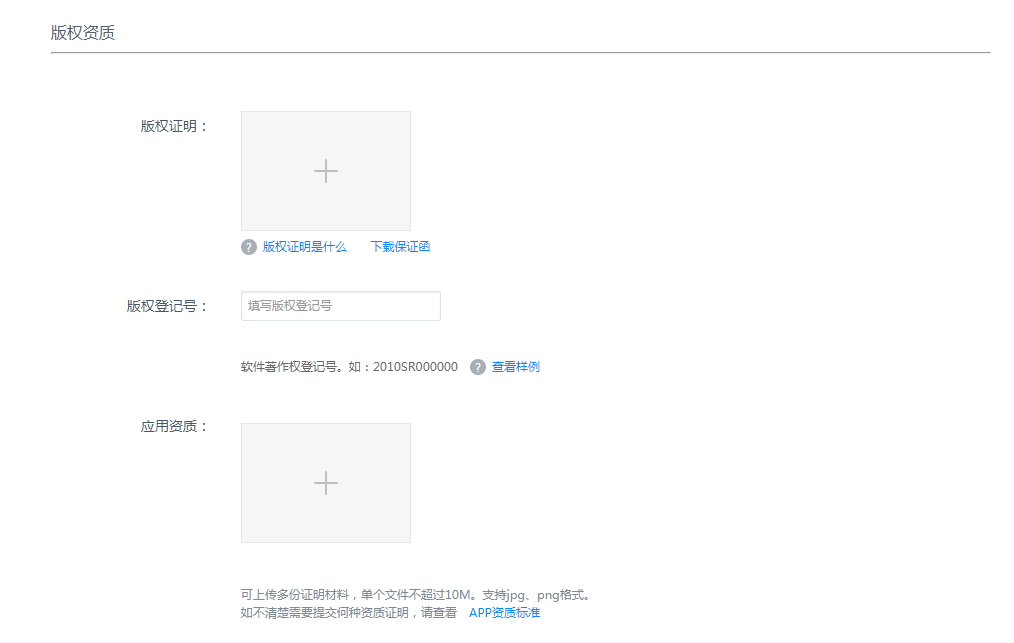 版权资质
版权证明：
版权证明是什么 下载保证函
版权登记号：
填写版权登记号
软件著作权登记号。如：2010SR000000 ? 查看样例
应用资质：
可上传多份证明材料，单个文件不超过10M。支持jpg、png格式。
如不清楚需要提交何种资质证明，请查看 APP资质标准